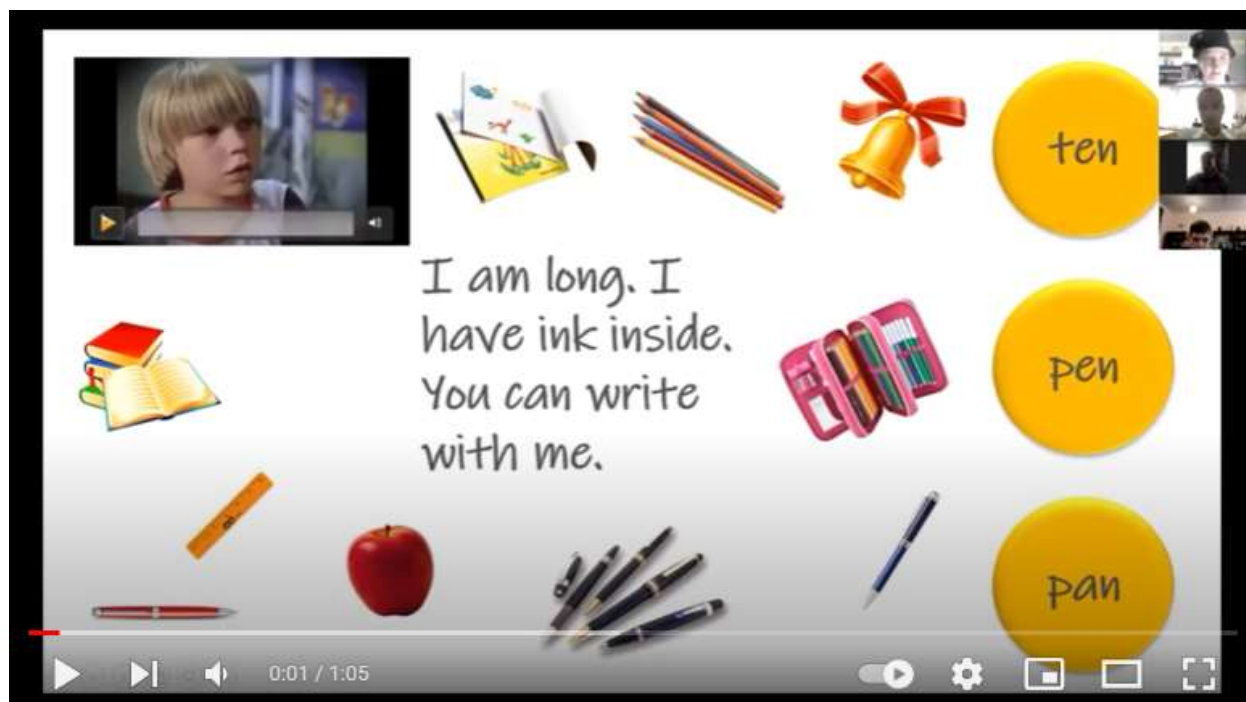 ten
I am long. I
have ink inside.
You can write
with me.
pen
pan
0:01 / 1:05